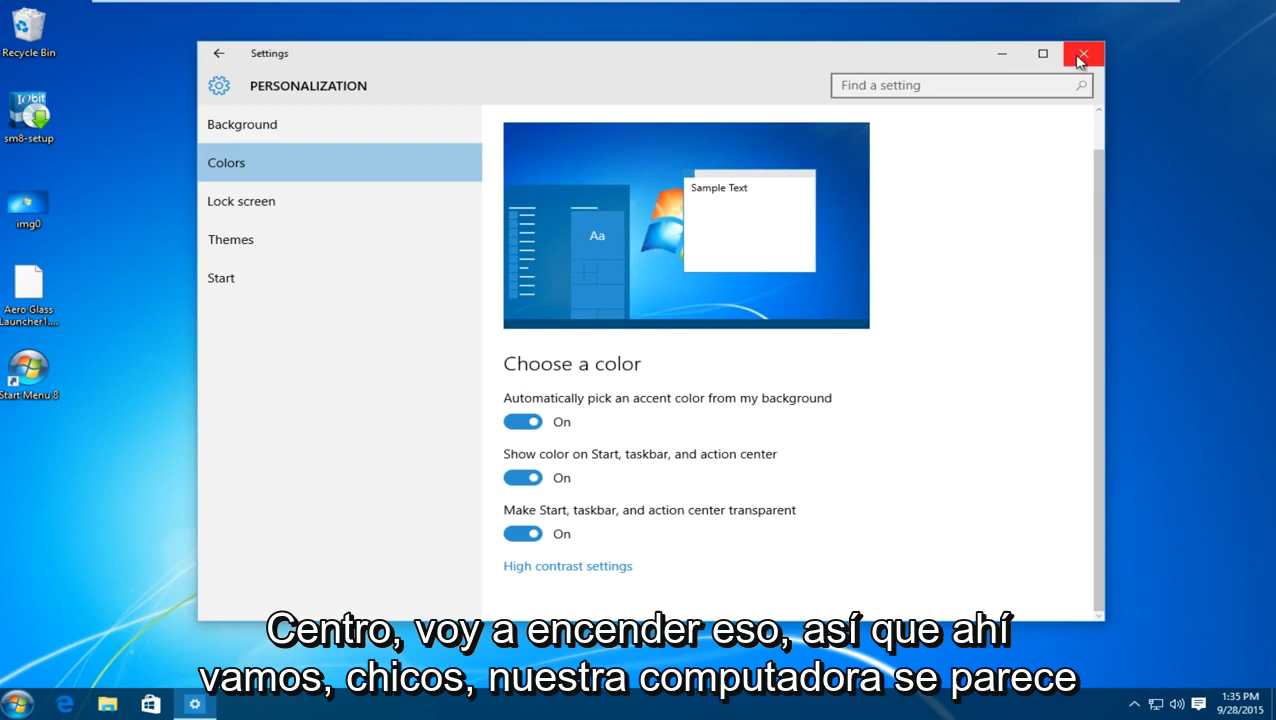 Recycle Bin
IObit
sm8-setup
img0
Aero Glass
Launcher1....
Start Menu 8
Settings
PERSONALIZATION
Find a setting
Background
Colors
Lock screen
Themes
Start
Sample Text
Aa
Choose a color
Automatically pick an accent color from my background
On
Show color on Start, taskbar, and action center
On
Make Start, taskbar, and action center transparent
On
High contrast settings
Centro, voy a encender eso, así que ahí
vamos, chicos, nuestra computadora se parece
1:35 PM
9/28/2015